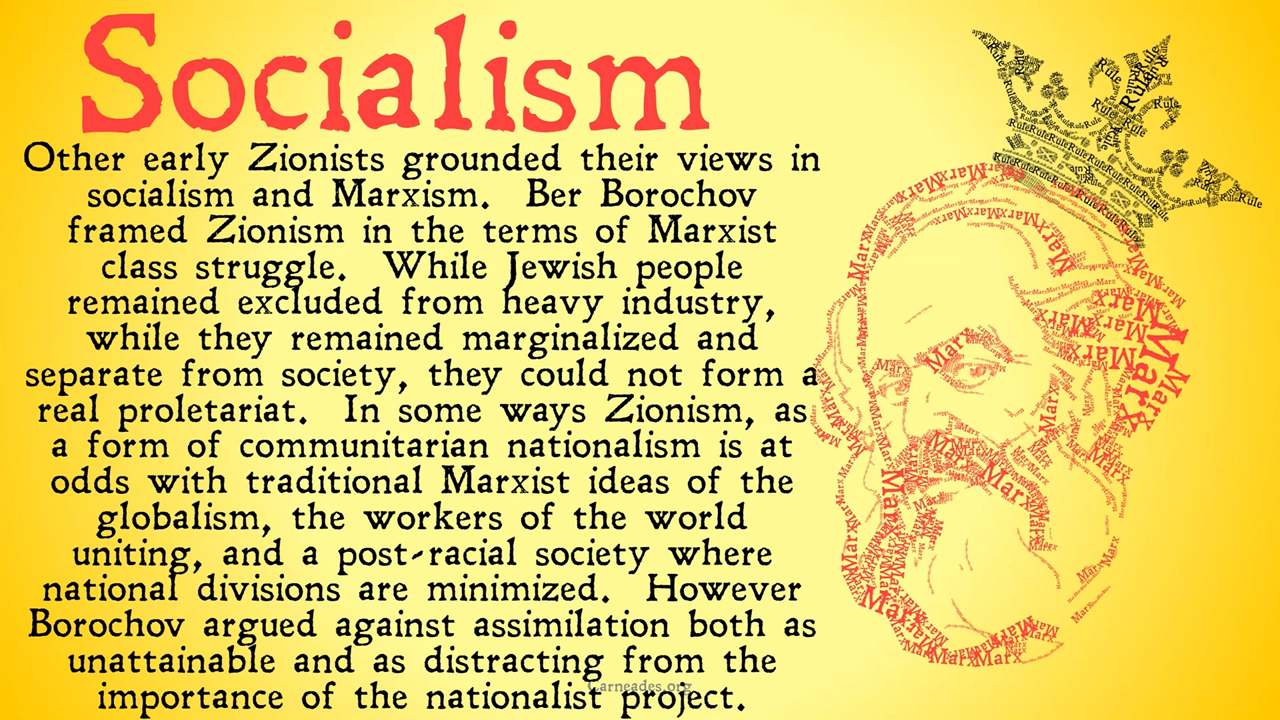 Socialism
Other early Zionists grounded their views in
socialism and Marxism.  Ber Borochov
framed Zionism in the terms of Marxist
class struggle.  While Jewish people
remained excluded from heavy industry,
while they remained marginalized and
separate from society, they could not form a
real proletariat.  In some ways Zionism, as
a form of communitarian nationalism is at
odds with traditional Marxist ideas of the
globalism, the workers of the world
uniting, and a post-racial society where
national divisions are minimized.  However
Borochov argued against assimilation both as
unattainable and as distracting from the
importance of the nationalist project.
Carneades.org
Rule
Marx